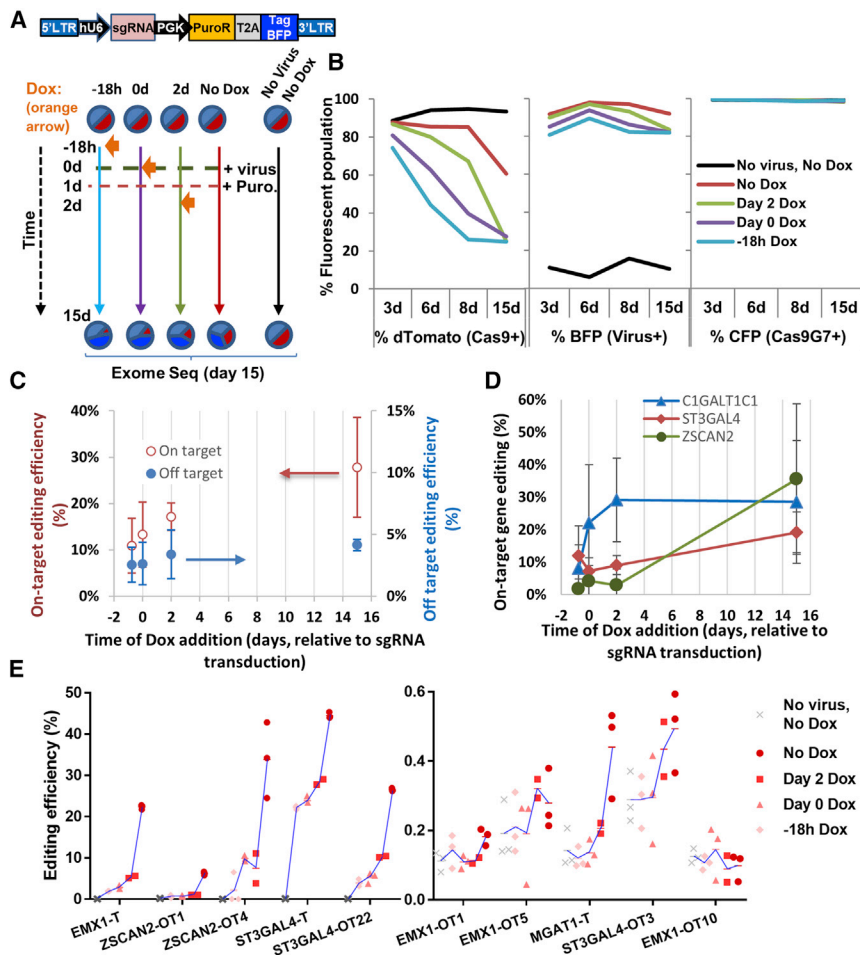 A
5'LTR hU6 sgRNA PGK PuroR T2A Tag BFP 3'LTR
Dox: (orange arrow)
-18h 0d 2d No Dox No Virus No Dox
-18h
0d + virus
1d + Puro.
2d
Time
15d
Exome Seq (day 15)
B
% Fluorescent population
100
80
60
40
20
0
No virus, No Dox
No Dox
Day 2 Dox
Day 0 Dox
-18h Dox
3d 6d 8d 15d 3d 6d 8d 15d 3d 6d 8d 15d
% dTomato (Cas9+) % BFP (Virus+) % CFP (Cas9G7+)
C
On-target editing efficiency (%)
40%
30%
20%
10%
0%
On target
Off target
15%
10%
5%
0%
Off target editing efficiency (%)
-2 0 2 4 6 8 10 12 14 16
Time of Dox addition (days, relative to sgRNA transduction)
D
On-target gene editing (%)
60%
50%
40%
30%
20%
10%
0%
C1GALT1C1
ST3GAL4
ZSCAN2
-2 0 2 4 6 8 10 12 14 16
Time of Dox addition (days, relative to sgRNA transduction)
E
Editing efficiency (%)
50
40
30
20
10
0
EMX1-T ZSCAN2-OT1 ZSCAN2-OT4 ST3GAL4-T ST3GAL4-OT22
0.6
0.4
0.2
0.0
EMX1-OT1 EMX1-OT5 MGAT1-T ST3GAL4-OT3 EMX1-OT10
No virus, No Dox
No Dox
Day 2 Dox
Day 0 Dox
-18h Dox